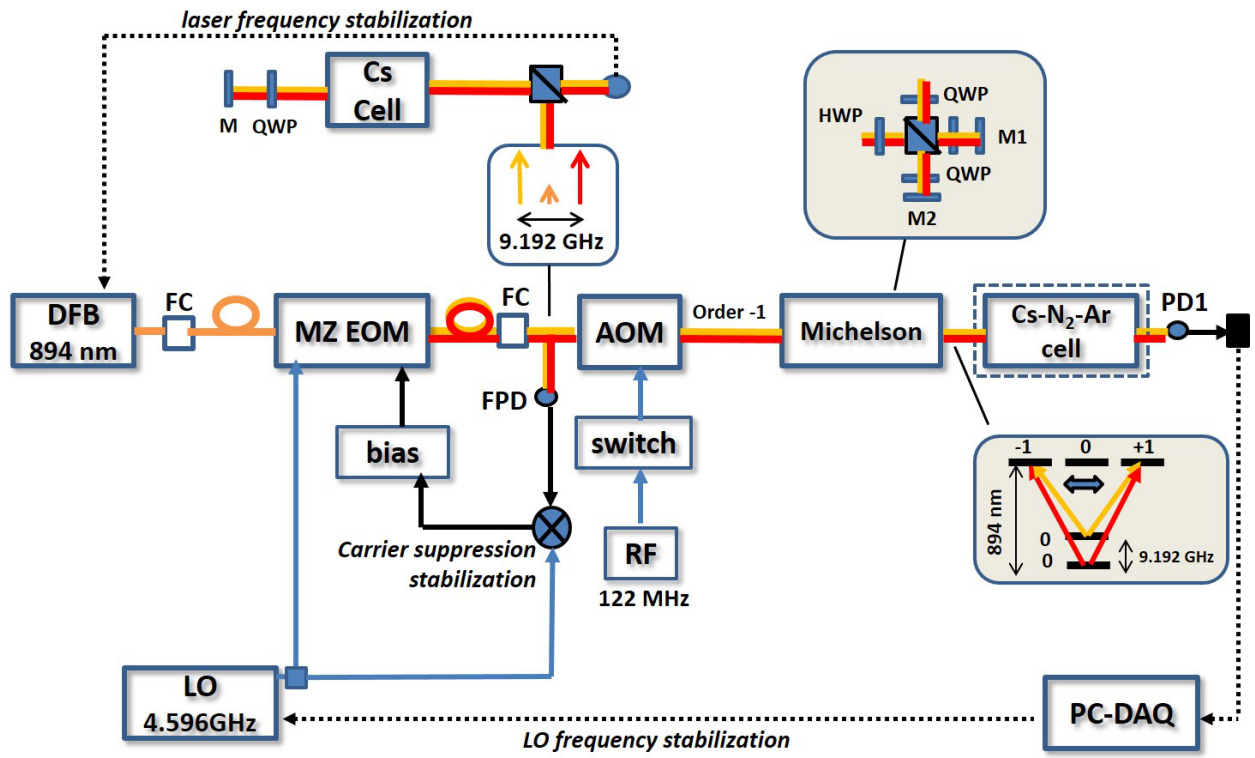 laser frequency stabilization
Cs
Cell
M
QWP
9.192 GHz
HWP
QWP
M1
QWP
M2
DFB
894 nm
FC
MZ EOM
FC
AOM
Order -1
Michelson
Cs-N₂-Ar
cell
PD1
FPD
bias
switch
Carrier suppression
stabilization
RF
122 MHz
-1 0 +1
894 nm
0
0
9.192 GHz
LO
4.596GHz
LO frequency stabilization
PC-DAQ